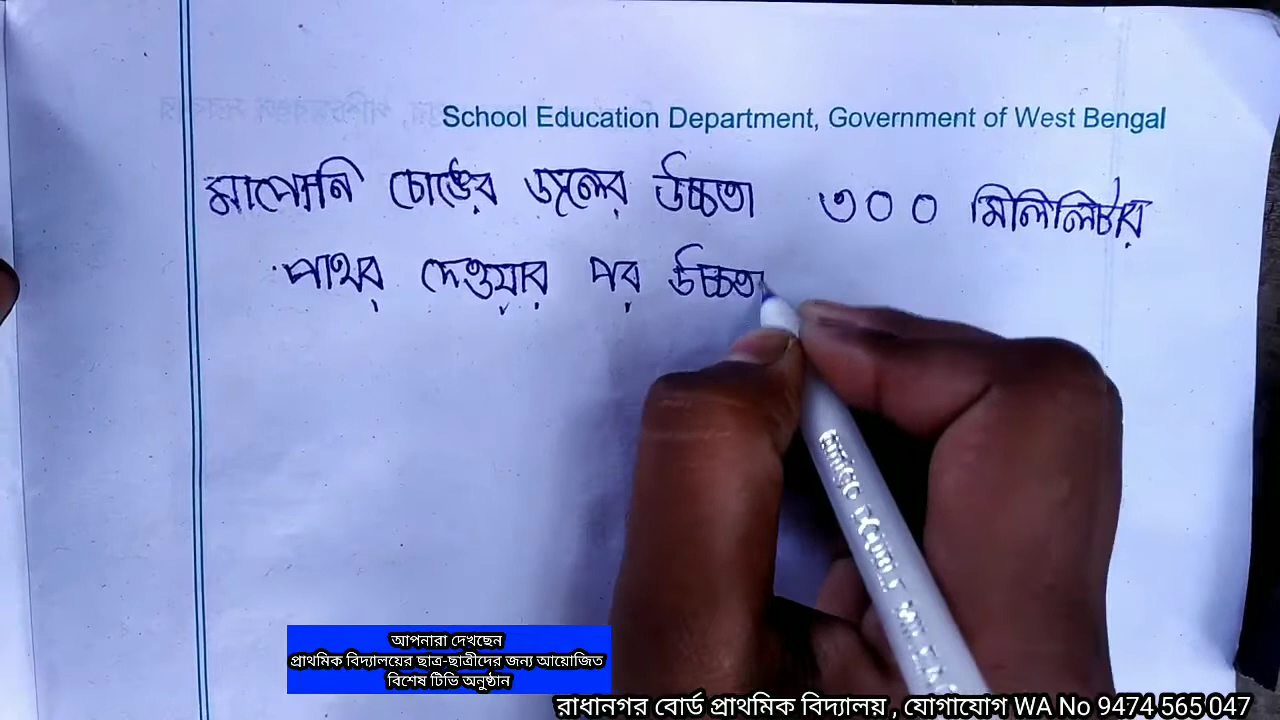 School Education Department, Government of West Bengal
মাপোনি চোঙের জলের উচ্চতা ৩০০ মিলিলিটার
পাথর দেওয়ার পর উচ্চতা
আপনারা দেখছেন
প্রাথমিক বিদ্যালয়ের ছাত্র-ছাত্রীদের জন্য আয়োজিত
বিশেষ টিভি অনুষ্ঠান
রাধানগর বোর্ড প্রাথমিক বিদ্যালয় , যোগাযোগ WA No 9474 565 047